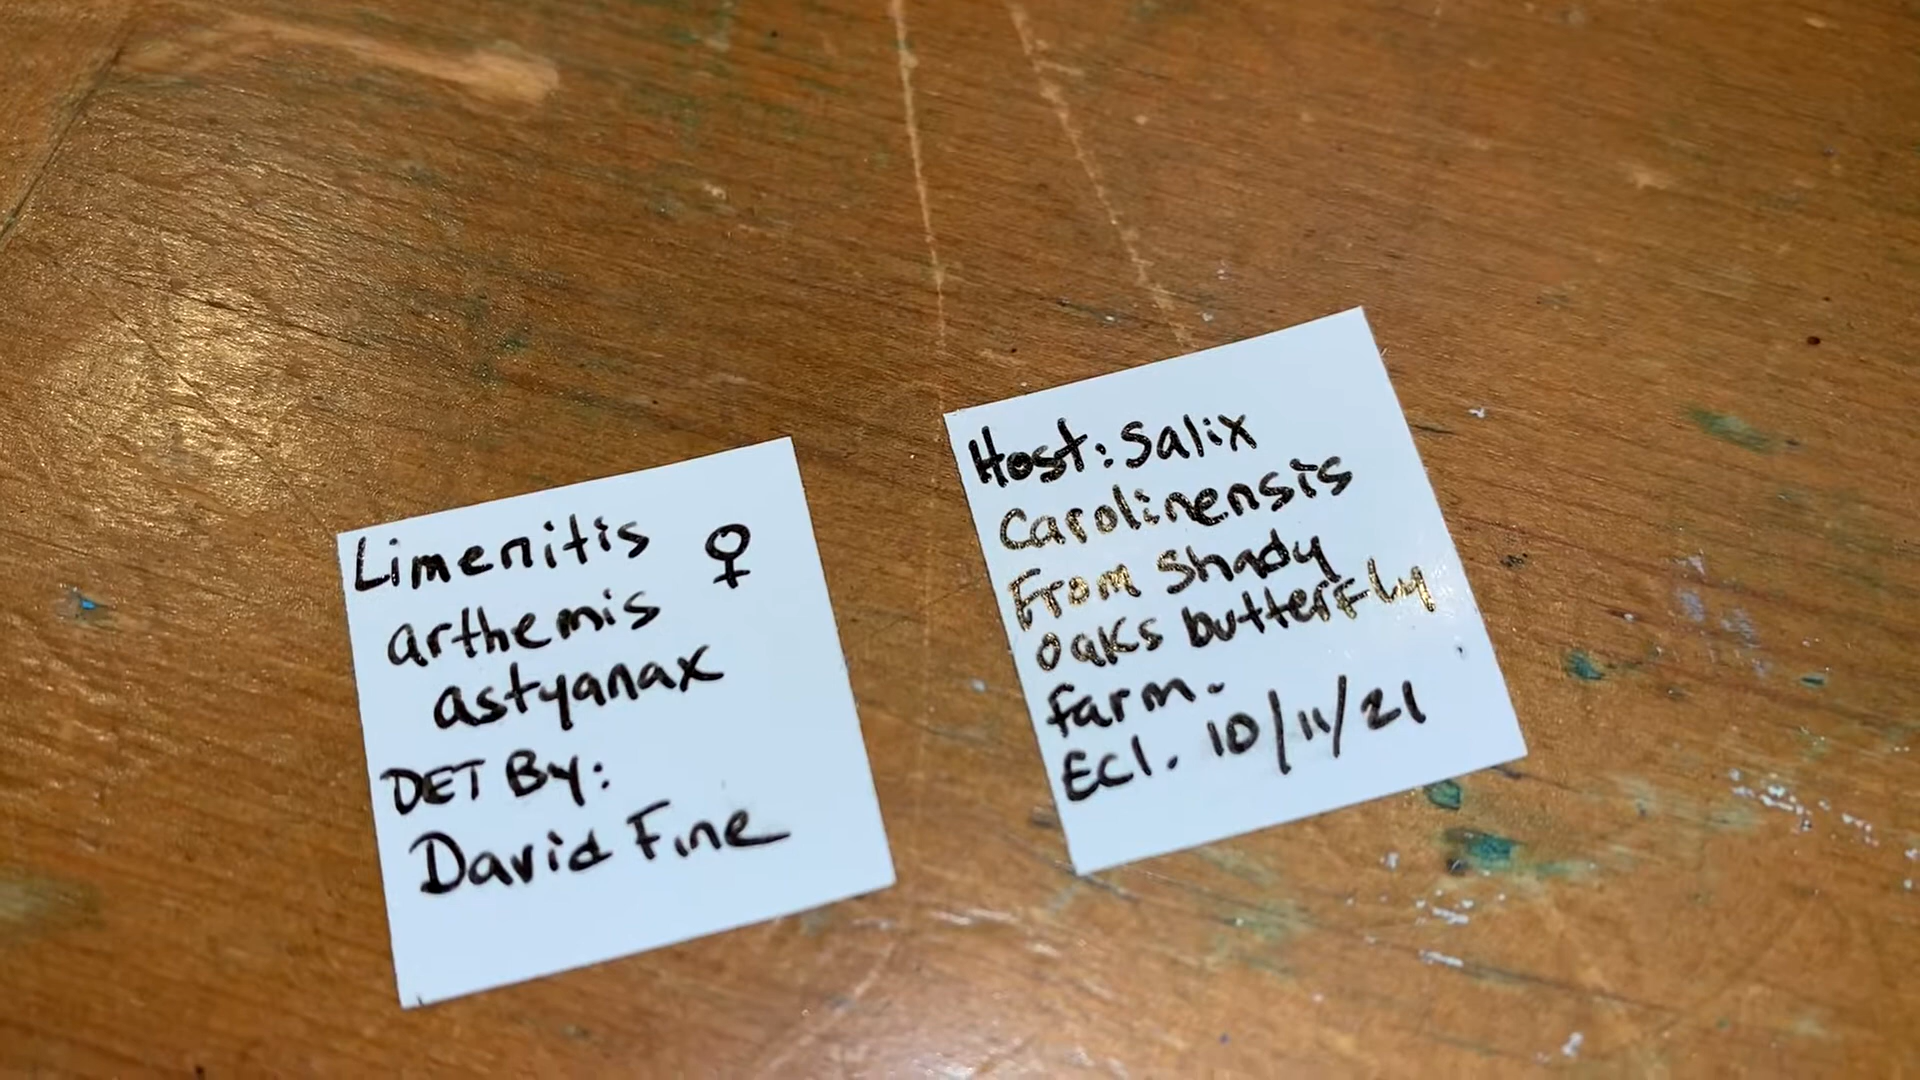 Limenitis ♀
arthemis
astyanax
DET By:
David Fine
Host: Salix
Carolinensis
From Shady
oaks butterfly
farm.
Ecl. 10/11/21